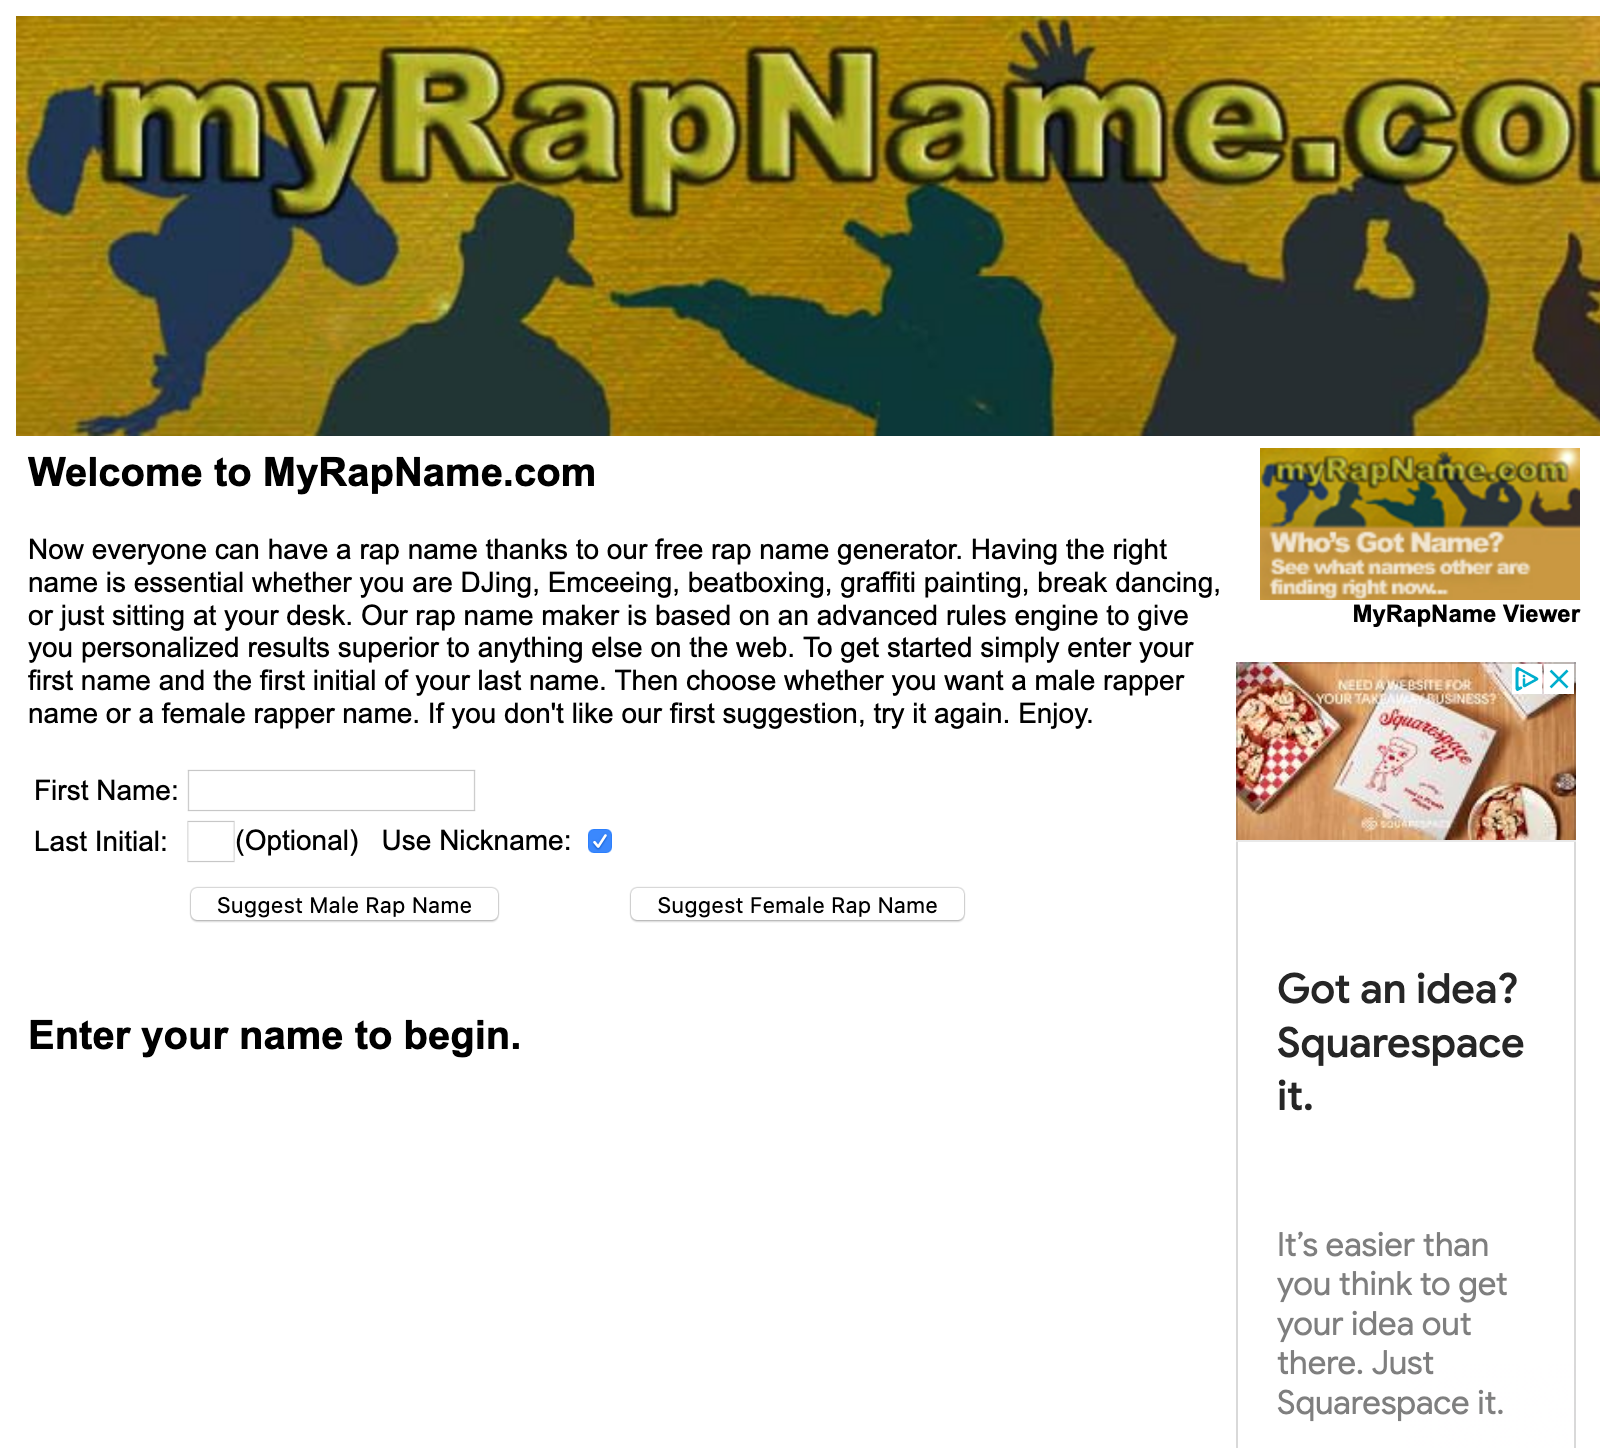 myRapName.co
Welcome to MyRapName.com
Now everyone can have a rap name thanks to our free rap name generator. Having the right
name is essential whether you are DJing, Emceeing, beatboxing, graffiti painting, break dancing,
or just sitting at your desk. Our rap name maker is based on an advanced rules engine to give
you personalized results superior to anything else on the web. To get started simply enter your
first name and the first initial of your last name. Then choose whether you want a male rapper
name or a female rapper name. If you don't like our first suggestion, try it again. Enjoy.
First Name:
Last Initial: (Optional) Use Nickname:
Suggest Male Rap Name Suggest Female Rap Name
Enter your name to begin.
myRapName.com
Who's Got Name?
See what names other are
finding right now...
MyRapName Viewer
NEED A WEBSITE FOR
YOUR TAKEAWAY BUSINESS?
Squarespace
it!
SQUARESPACE
Got an idea?
Squarespace
it.
It's easier than
you think to get
your idea out
there. Just
Squarespace it.